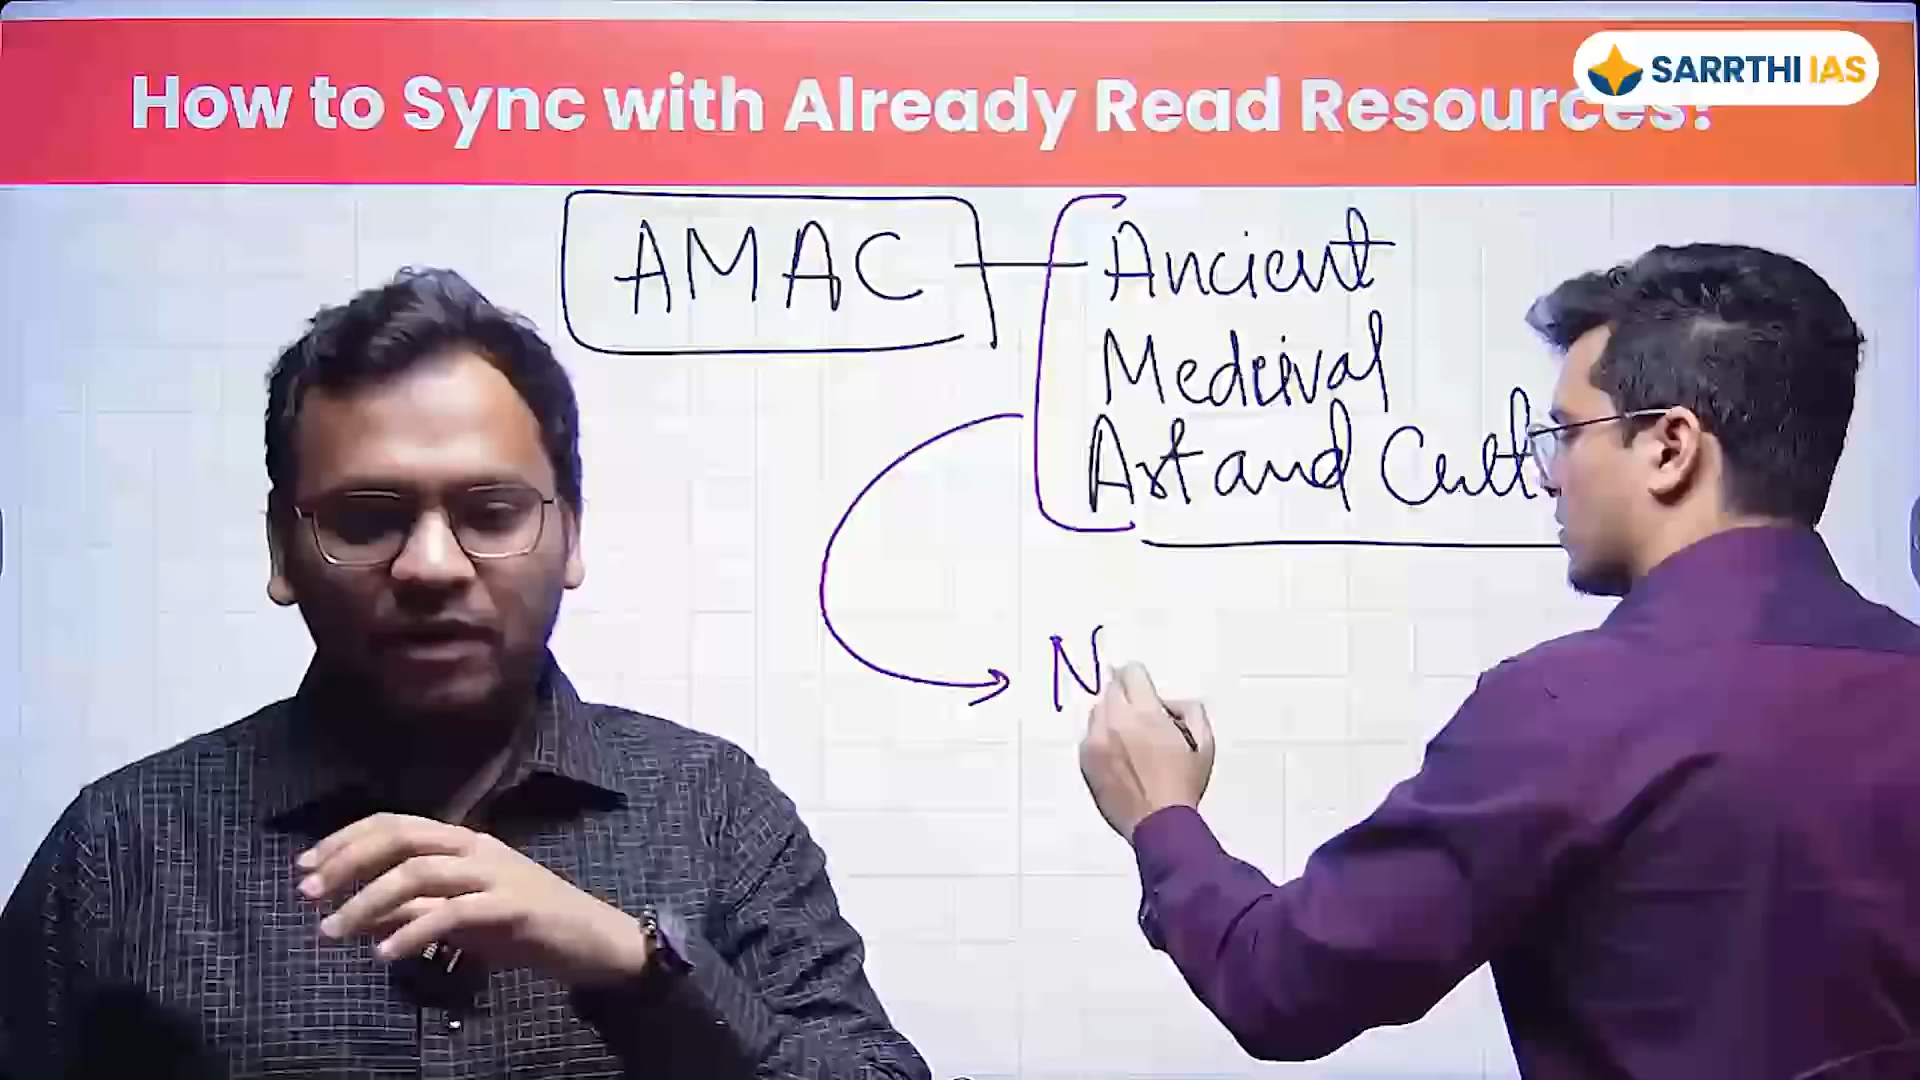 How to Sync with Already Read Resources?
SARRTHI IAS
AMAC
Ancient
Medeival
Art and Cult
N